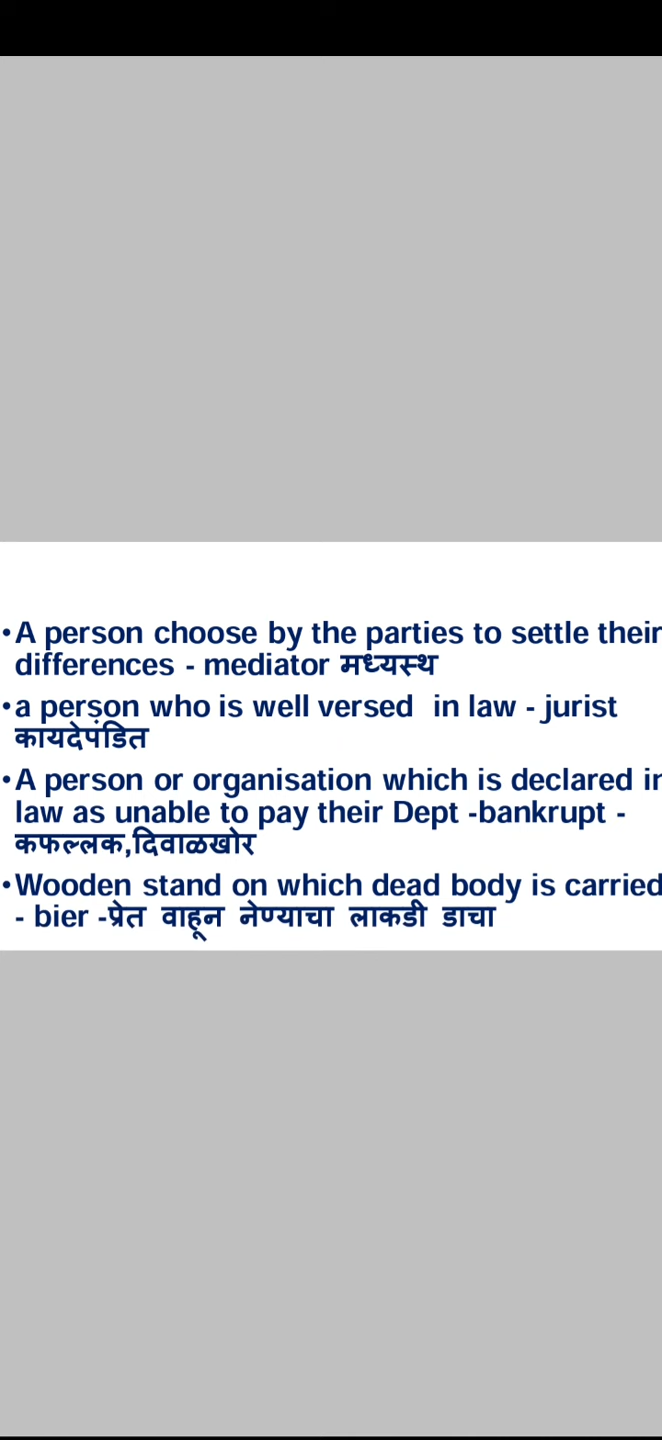 •A person choose by the parties to settle their
differences - mediator मध्यस्थ
•a person who is well versed  in law - jurist
कायदेपंडित
•A person or organisation which is declared in
law as unable to pay their Dept -bankrupt -
कफल्लक,दिवाळखोर
•Wooden stand on which dead body is carried
- bier -प्रेत वाहून नेण्याचा लाकडी डाचा